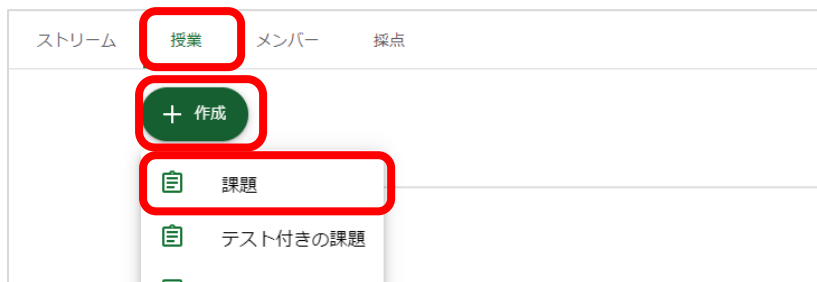 ストリーム 授業 メンバー 採点
+ 作成
課題
テスト付きの課題